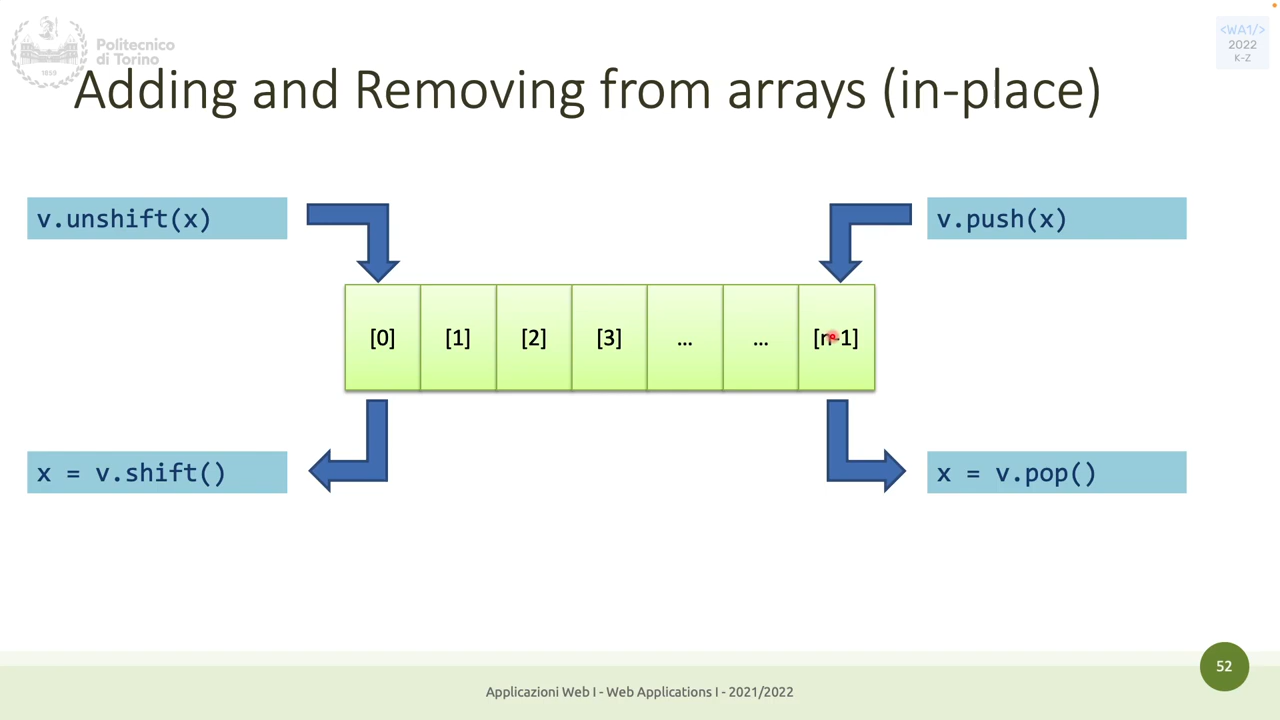 Politecnico
di Torino
1859
<WA1/>
2022
K-Z
Adding and Removing from arrays (in-place)
v.unshift(x)
v.push(x)
[0] [1] [2] [3] ... ... [n-1]
x = v.shift()
x = v.pop()
52
Applicazioni Web I - Web Applications I - 2021/2022